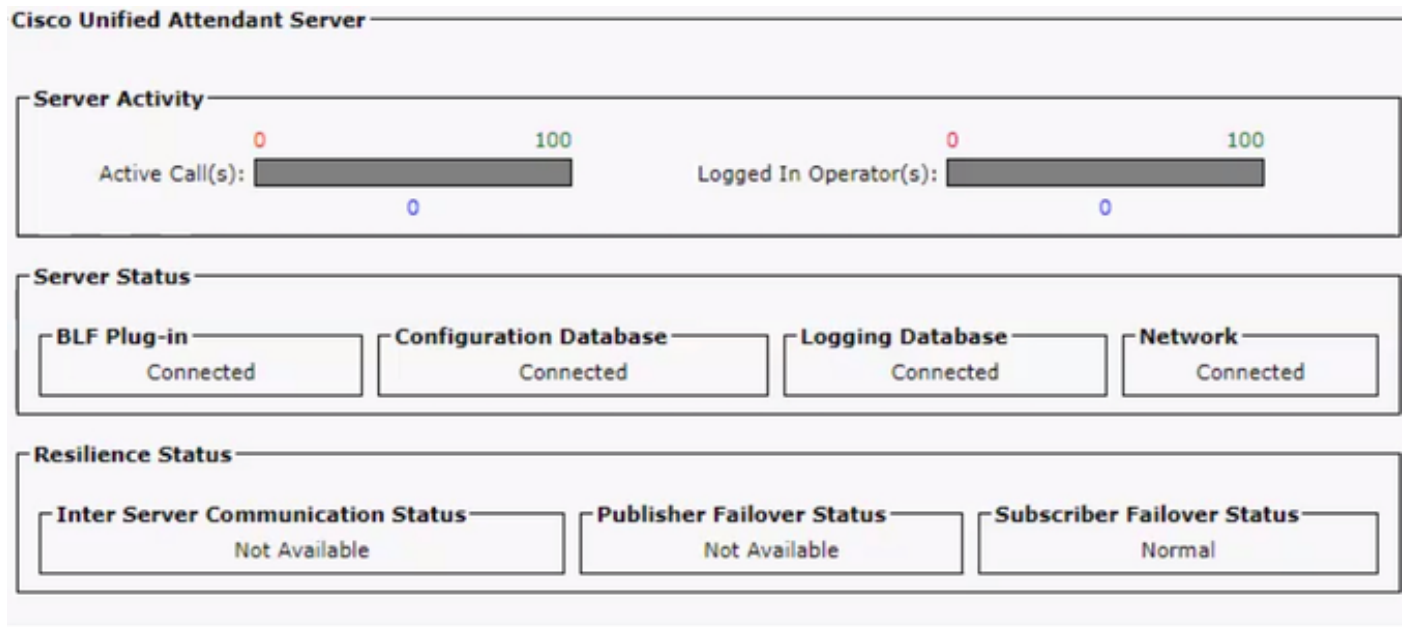 Cisco Unified Attendant Server
Server Activity
0 100 0 100
Active Call(s): Logged In Operator(s):
0 0
Server Status
BLF Plug-in Configuration Database Logging Database Network
Connected Connected Connected Connected
Resilience Status
Inter Server Communication Status Publisher Failover Status Subscriber Failover Status
Not Available Not Available Normal